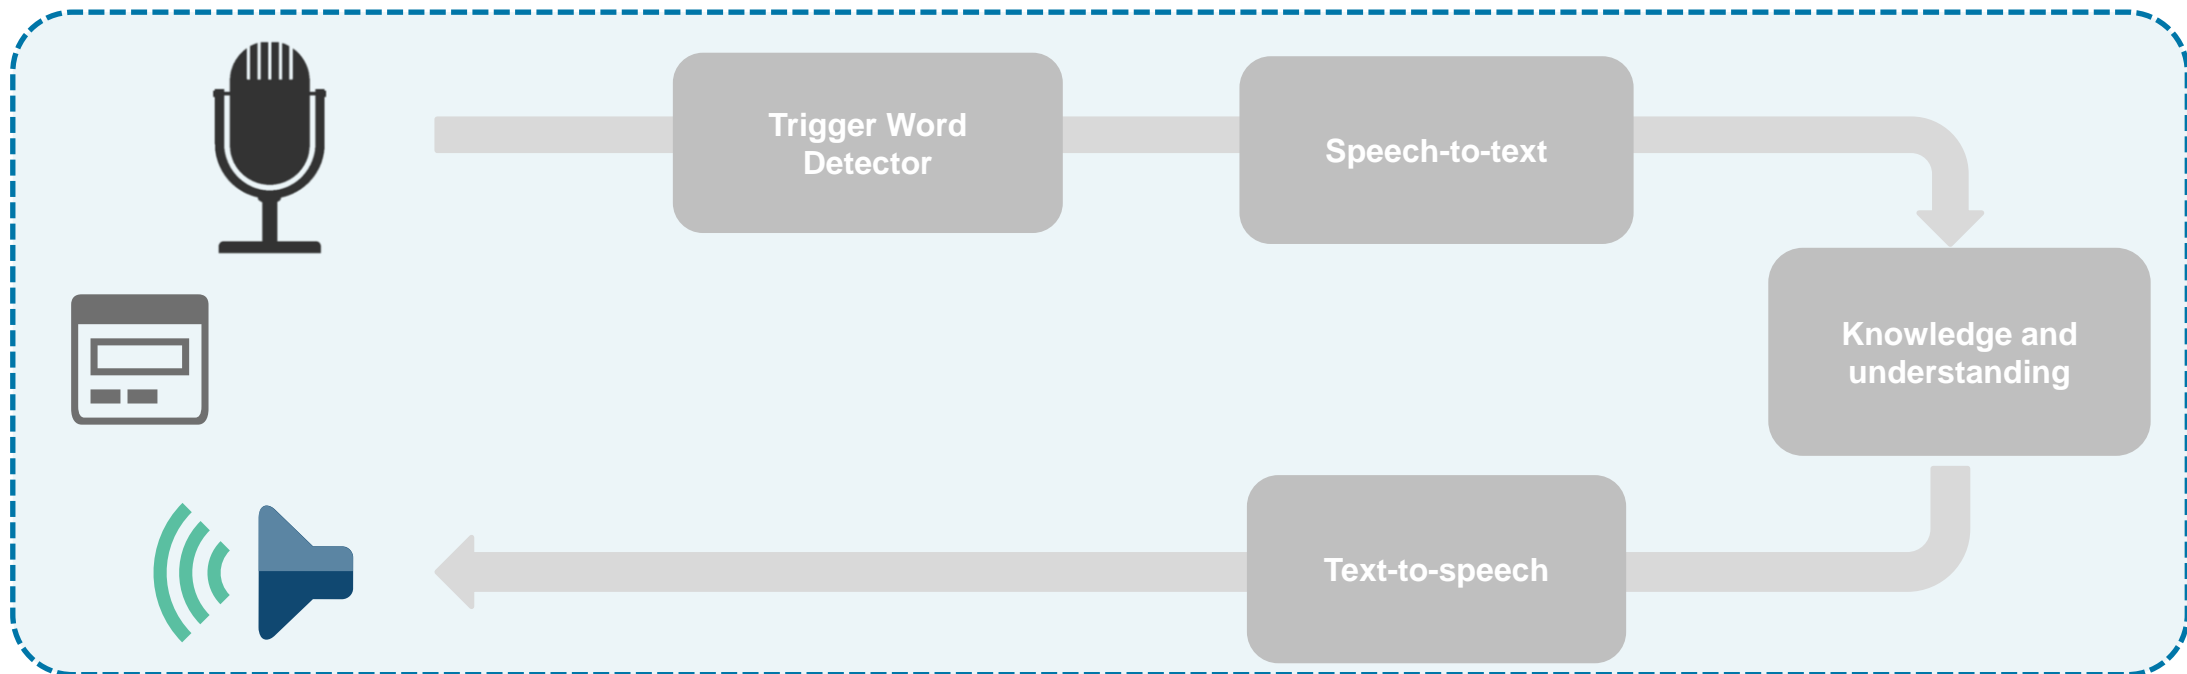 Trigger Word
Detector
Speech-to-text
Knowledge and
understanding
Text-to-speech